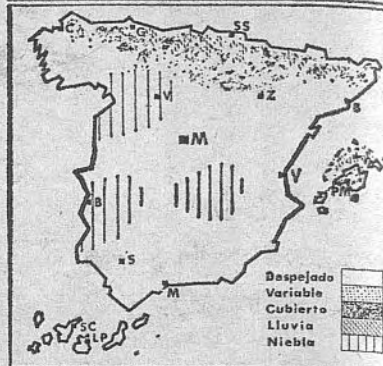 C
G
SS
V
Z
B
M
V
PM
B
S
M
SC
LP
Despejado
Variable
Cubierto
Lluvia
Niebla